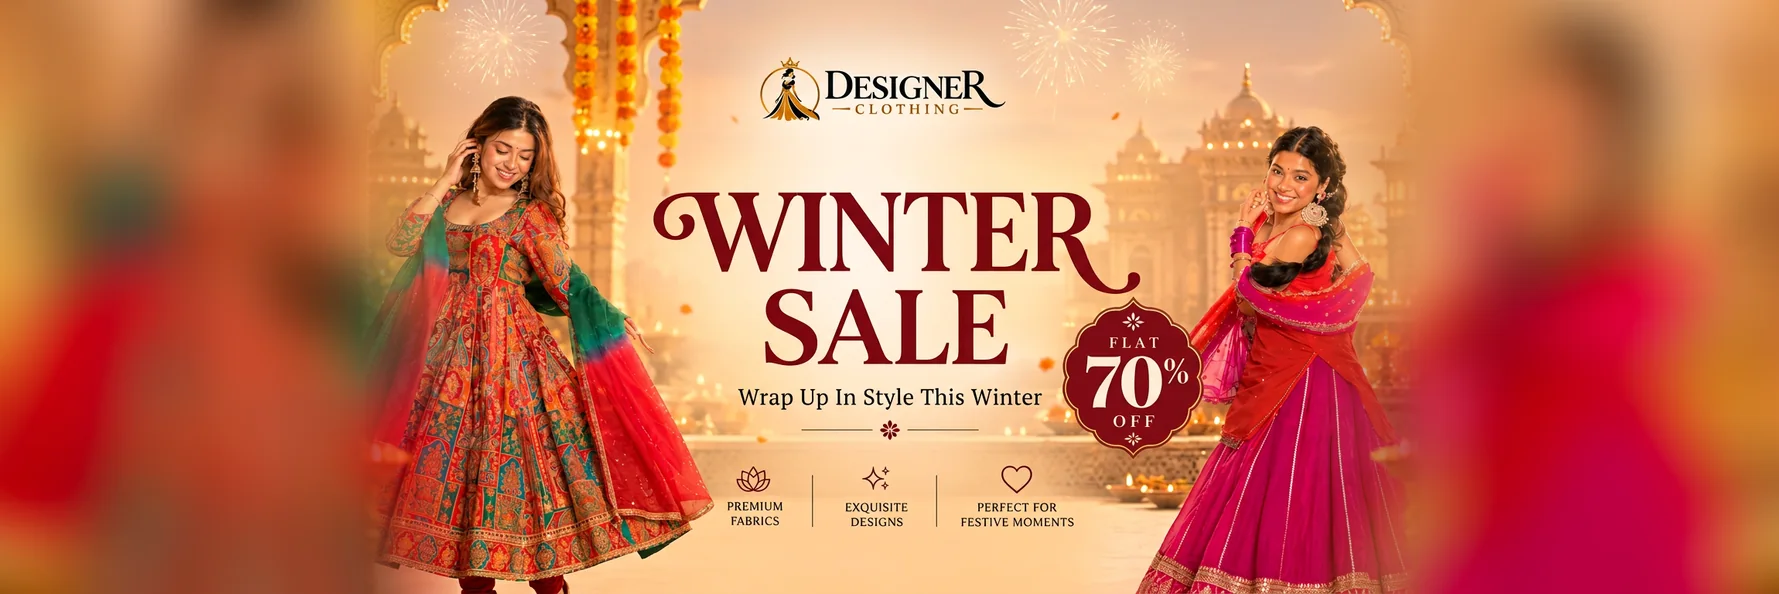 DESIGNER
CLOTHING
WINTER
SALE
Wrap Up In Style This Winter
FLAT
70%
OFF
PREMIUM
FABRICS
EXQUISITE
DESIGNS
PERFECT FOR
FESTIVE MOMENTS